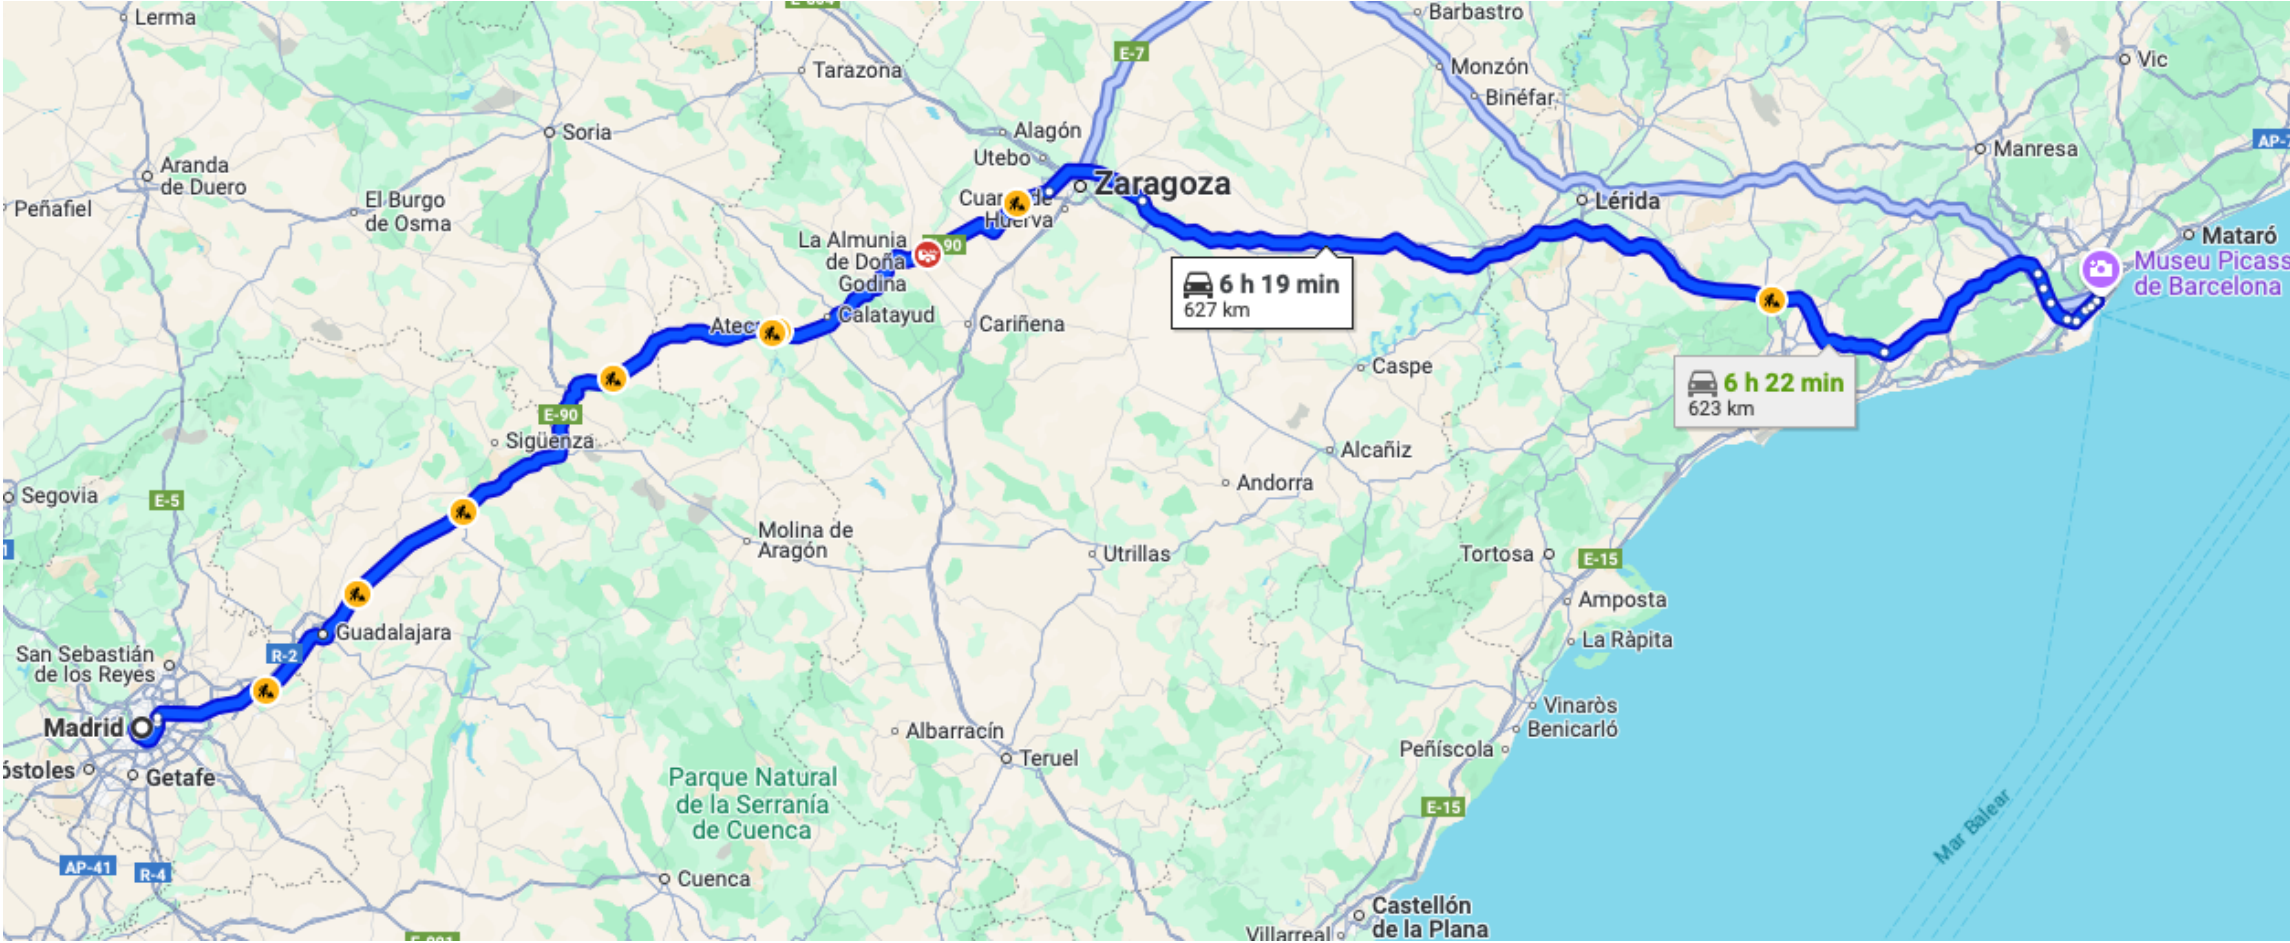 Lerma
Barbastro
E-7
Tarazona
Monzón
Vic
Binéfar
Soria
Alagón
AP-7
Utebo
Manresa
Aranda
de Duero
Zaragoza
El Burgo
de Osma
Lérida
Peñafiel
Huerva
90
La Almunia
de Doña
Godina
Mataró
Museu Picass
de Barcelona
6 h 19 min
627 km
Calatayud
Cariñena
Atec
Caspe
6 h 22 min
623 km
E-90
Sigüenza
Alcañiz
Segovia
E-5
Andorra
Molina de
Aragón
Utrillas
Tortosa
E-15
Amposta
Guadalajara
La Ràpita
R-2
San Sebastián
de los Reyes
Vinaròs
Madrid
Albarracín
Benicarló
Peñíscola
Teruel
óstoles
Getafe
Parque Natural
de la Serranía
de Cuenca
E-15
Mar Balear
AP-41
R-4
Cuenca
Castellón
de la Plana
Villarreal